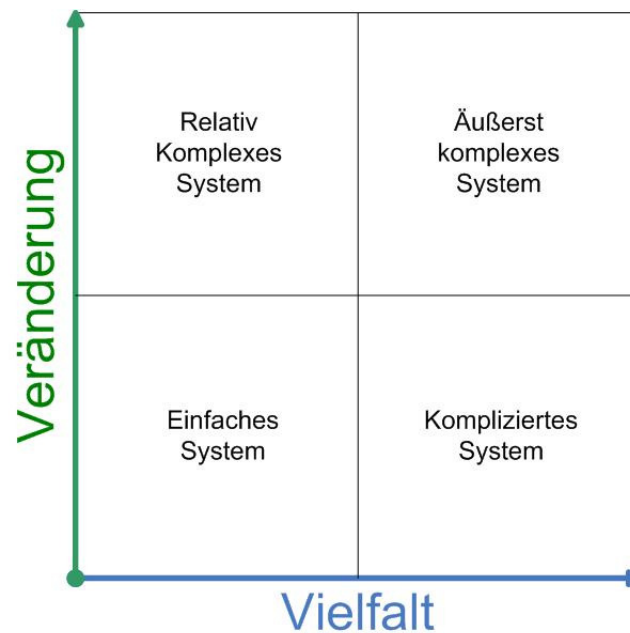 Veränderung
Relativ
Komplexes
System
Äußerst
komplexes
System
Einfaches
System
Kompliziertes
System
Vielfalt